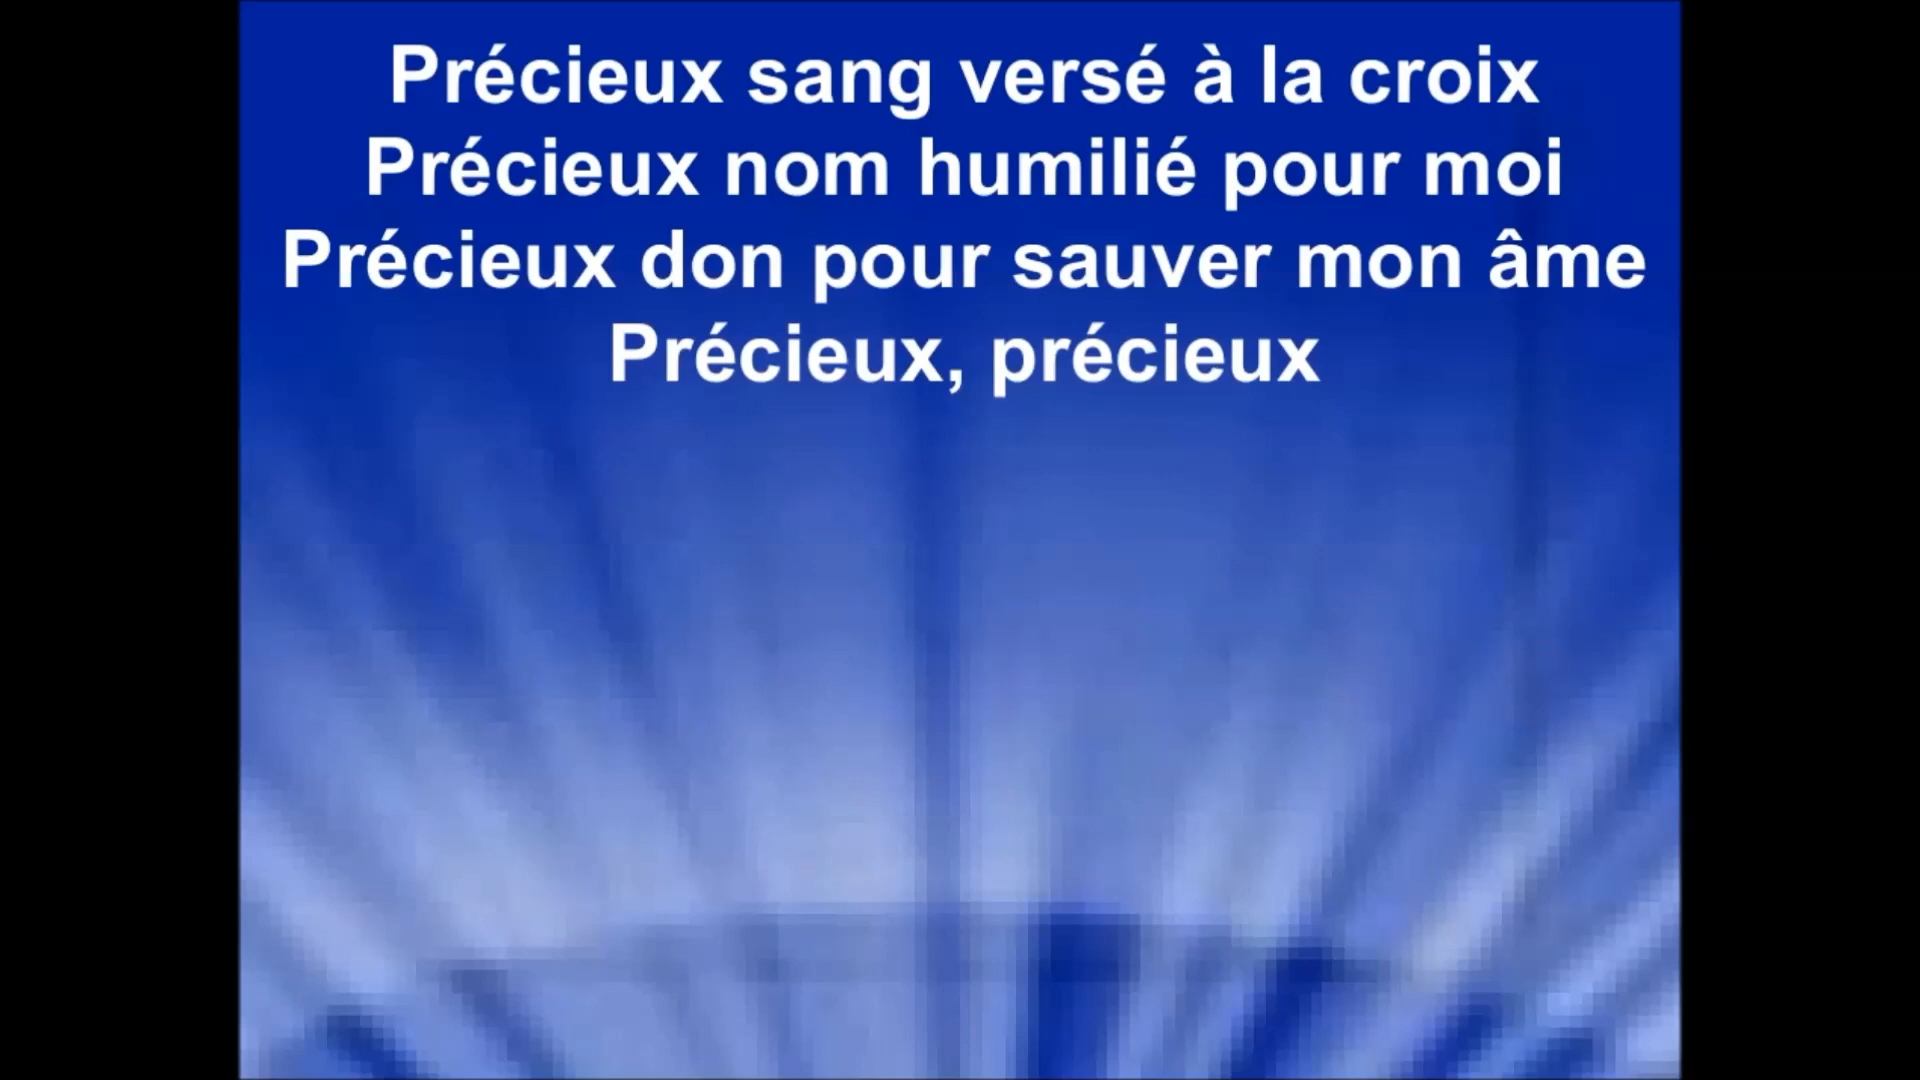 Précieux sang versé à la croix
Précieux nom humilié pour moi
Précieux don pour sauver mon âme
Précieux, précieux